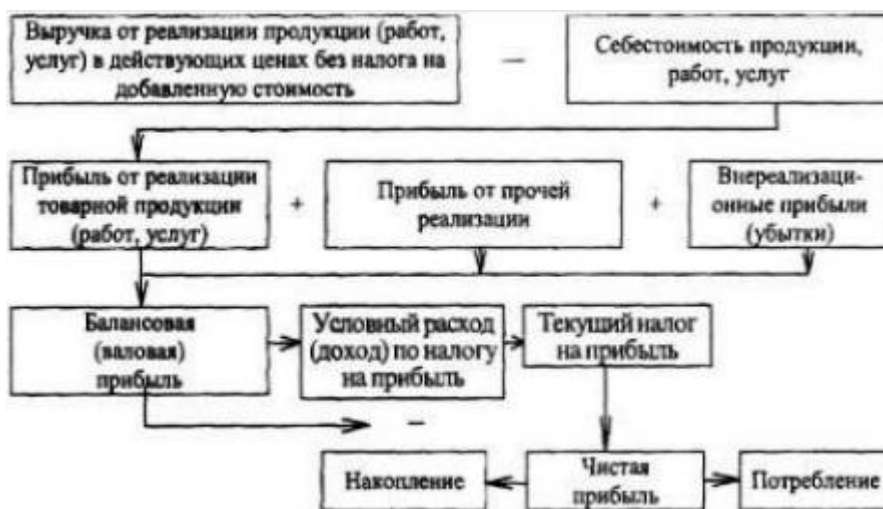 Выручка от реализации продукции (работ,
услуг) в действующих ценах без налога на
добавленную стоимость
—
Себестоимость продукции,
работ, услуг
Прибыль от реализации
товарной продукции
(работ, услуг)
+
Прибыль от прочей
реализации
+
Внереализаци-
онные прибыли
(убытки)
Балансовая
(валовая)
прибыль
Условный расход
(доход) по налогу
на прибыль
Текущий налог
на прибыль
—
Накопление
Чистая
прибыль
Потребление